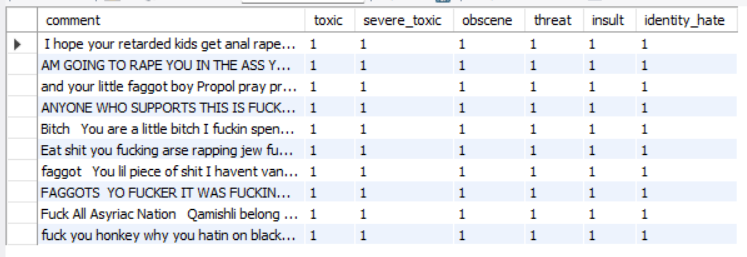 comment toxic severe_toxic obscene threat insult identity_hate
I hope your retarded kids get anal rape... 1 1 1 1 1 1
AM GOING TO RAPE YOU IN THE ASS Y... 1 1 1 1 1 1
and your little faggot boy Propol pray pr... 1 1 1 1 1 1
ANYONE WHO SUPPORTS THIS IS FUCK... 1 1 1 1 1 1
Bitch You are a little bitch I fuckin spen... 1 1 1 1 1 1
Eat shit you fucking arse rapping jew fu... 1 1 1 1 1 1
faggot You lil piece of shit I havent van... 1 1 1 1 1 1
FAGGOTS YO FUCKER IT WAS FUCKIN... 1 1 1 1 1 1
Fuck All Asyriac Nation Qamishli belong ... 1 1 1 1 1 1
fuck you honkey why you hatin on black... 1 1 1 1 1 1